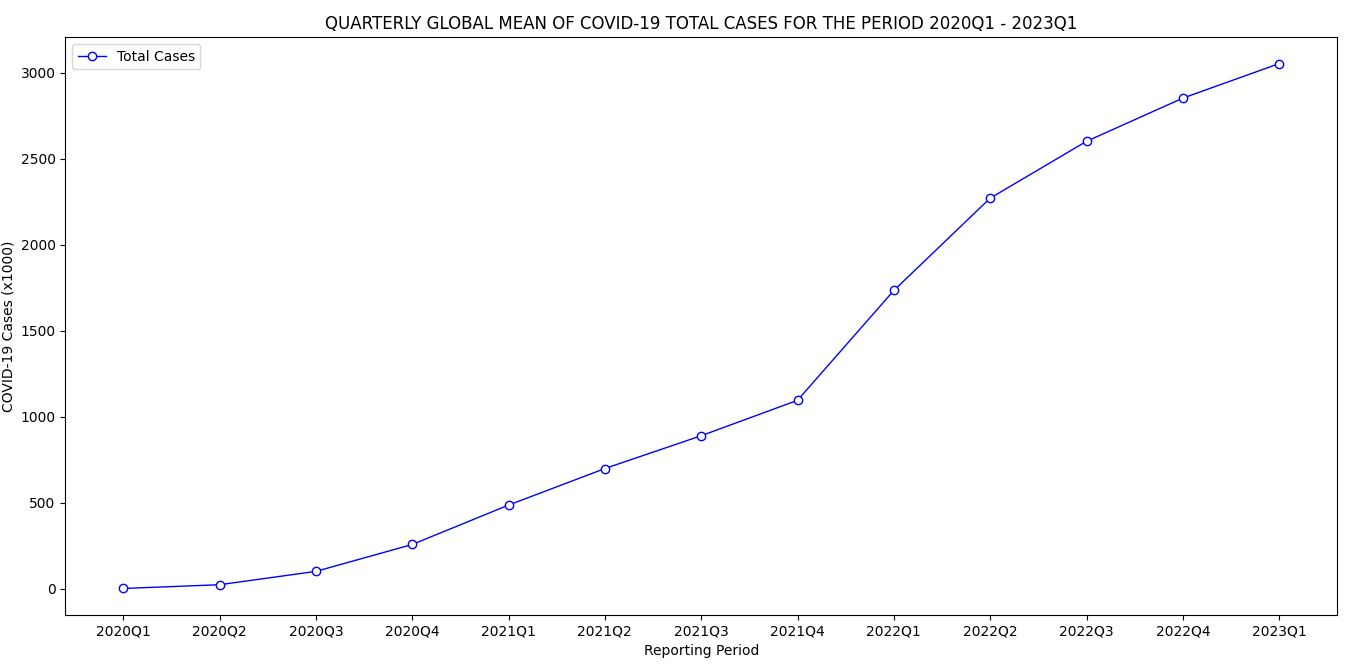 QUARTERLY GLOBAL MEAN OF COVID-19 TOTAL CASES FOR THE PERIOD 2020Q1 - 2023Q1
Total Cases
3000
2500
2000
1500
1000
500
0
COVID-19 Cases (x1000)
2020Q1 2020Q2 2020Q3 2020Q4 2021Q1 2021Q2 2021Q3 2021Q4 2022Q1 2022Q2 2022Q3 2022Q4 2023Q1
Reporting Period